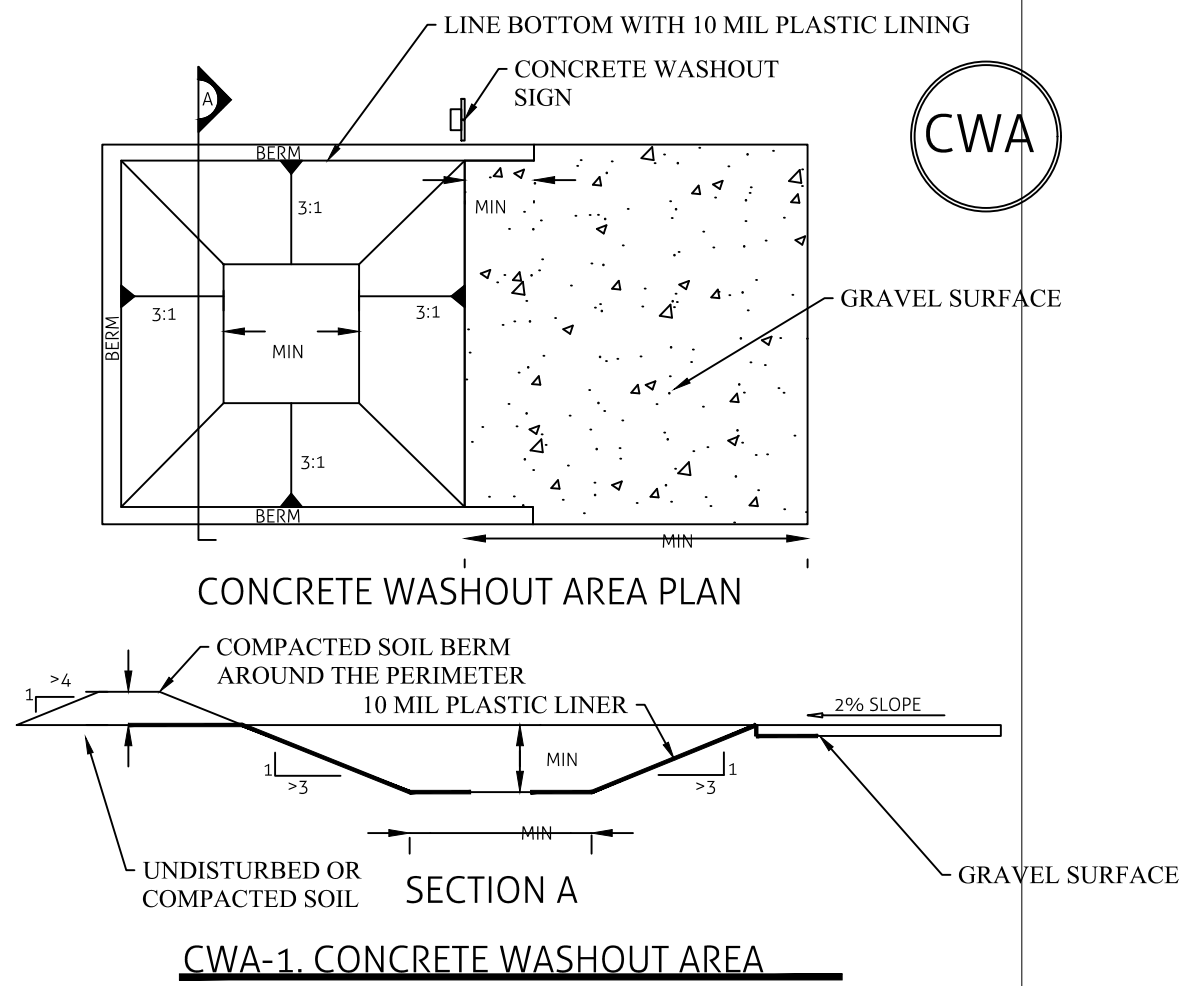 LINE BOTTOM WITH 10 MIL PLASTIC LINING
CONCRETE WASHOUT
SIGN
A
CWA
BERM
MIN
3:1
GRAVEL SURFACE
3:1
3:1
BERM
MIN
3:1
BERM
MIN
CONCRETE WASHOUT AREA PLAN
COMPACTED SOIL BERM
AROUND THE PERIMETER
>4
1
10 MIL PLASTIC LINER
2% SLOPE
MIN
1
>3
1
>3
MIN
UNDISTURBED OR
COMPACTED SOIL
SECTION A
GRAVEL SURFACE
CWA-1. CONCRETE WASHOUT AREA